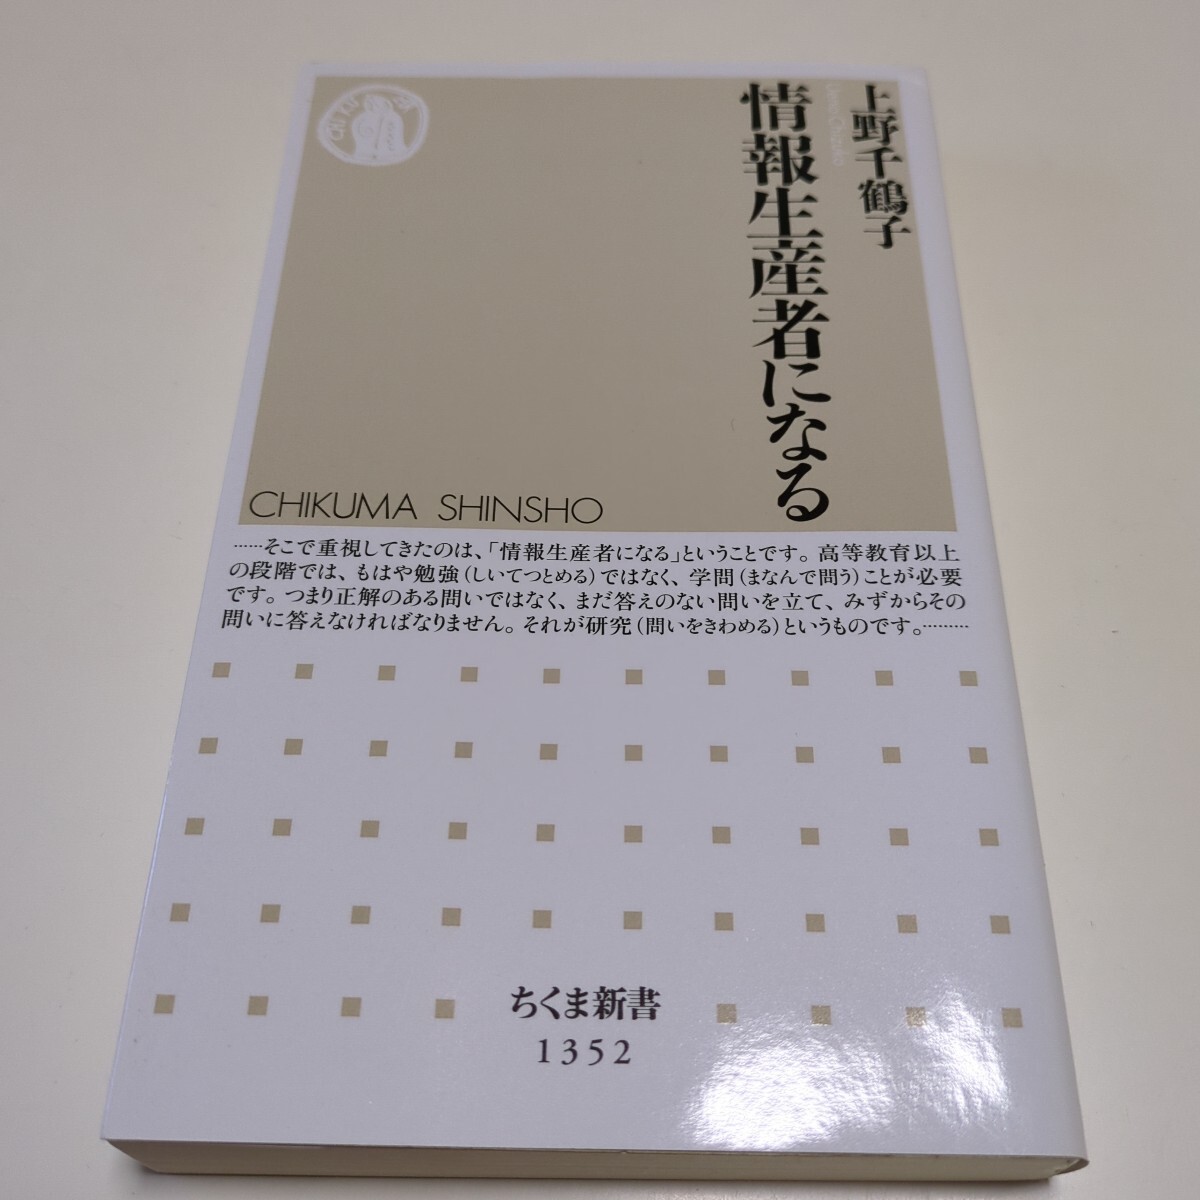 上野千鶴子
Ueno Chizuko
情報生産者になる
CHIKUMA SHINSHO
……そこで重視してきたのは、「情報生産者になる」ということです。高等教育以上
の段階では、もはや勉強（しいてつとめる）ではなく、学問（まなんで問う）ことが必要
です。つまり正解のある問いではなく、まだ答えのない問いを立て、みずからその
問いに答えなければなりません。それが研究（問いをきわめる）というものです。………
ちくま新書
1352